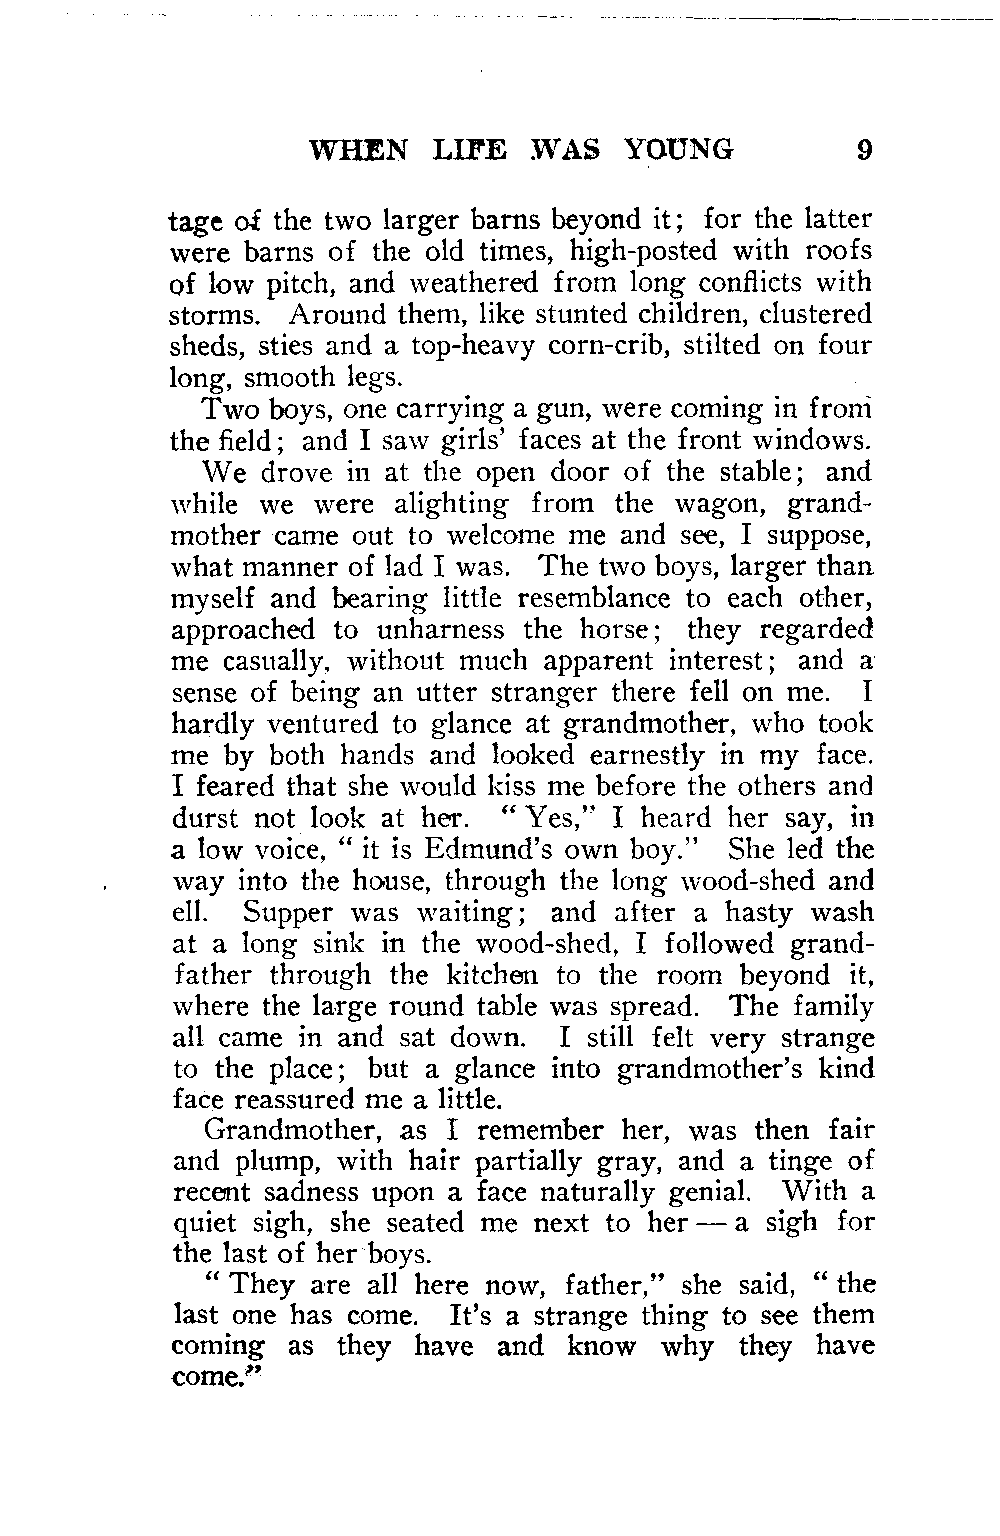 WHEN LIFE WAS YOUNG 9
tage of the two larger barns beyond it; for the latter
were barns of the old times, high-posted with roofs
of low pitch, and weathered from long conflicts with
storms. Around them, like stunted children, clustered
sheds, sties and a top-heavy corn-crib, stilted on four
long, smooth legs.
Two boys, one carrying a gun, were coming in from
the field; and I saw girls' faces at the front windows.
We drove in at the open door of the stable; and
while we were alighting from the wagon, grand-
mother came out to welcome me and see, I suppose,
what manner of lad I was. The two boys, larger than
myself and bearing little resemblance to each other,
approached to unharness the horse; they regarded
me casually, without much apparent interest; and a
sense of being an utter stranger there fell on me. I
hardly ventured to glance at grandmother, who took
me by both hands and looked earnestly in my face.
I feared that she would kiss me before the others and
durst not look at her. "Yes," I heard her say, in
a low voice, "it is Edmund's own boy." She led the
way into the house, through the long wood-shed and
ell. Supper was waiting; and after a hasty wash
at a long sink in the wood-shed, I followed grand-
father through the kitchen to the room beyond it,
where the large round table was spread. The family
all came in and sat down. I still felt very strange
to the place; but a glance into grandmother's kind
face reassured me a little.
Grandmother, as I remember her, was then fair
and plump, with hair partially gray, and a tinge of
recent sadness upon a face naturally genial. With a
quiet sigh, she seated me next to her — a sigh for
the last of her boys.
"They are all here now, father," she said, "the
last one has come. It's a strange thing to see them
coming as they have and know why they have
come."